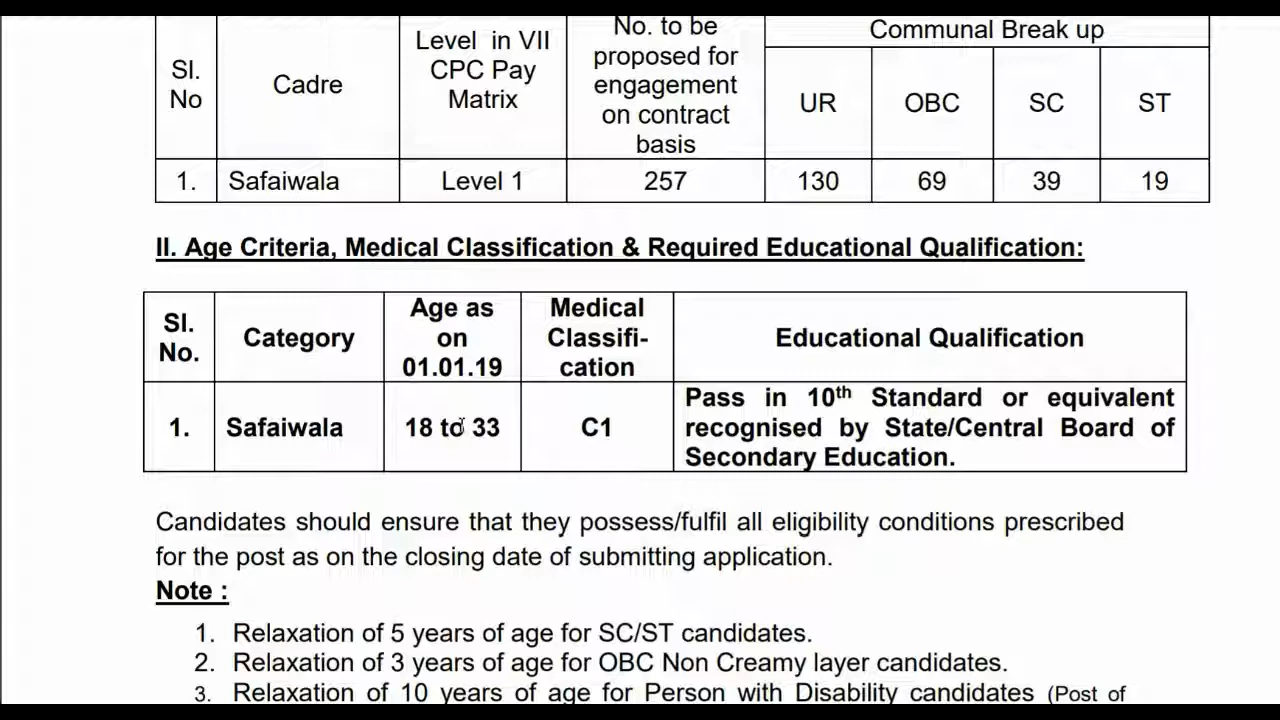 Sl. No | Cadre | Level in VII CPC Pay Matrix | No. to be proposed for engagement on contract basis | Communal Break up
UR | OBC | SC | ST
1. | Safaiwala | Level 1 | 257 | 130 | 69 | 39 | 19
II. Age Criteria, Medical Classification & Required Educational Qualification:
Sl. No. | Category | Age as on 01.01.19 | Medical Classifi-cation | Educational Qualification
1. | Safaiwala | 18 to 33 | C1 | Pass in 10th Standard or equivalent
recognised by State/Central Board of
Secondary Education.
Candidates should ensure that they possess/fulfil all eligibility conditions prescribed
for the post as on the closing date of submitting application.
Note :
1. Relaxation of 5 years of age for SC/ST candidates.
2. Relaxation of 3 years of age for OBC Non Creamy layer candidates.
3. Relaxation of 10 years of age for Person with Disability candidates (Post of